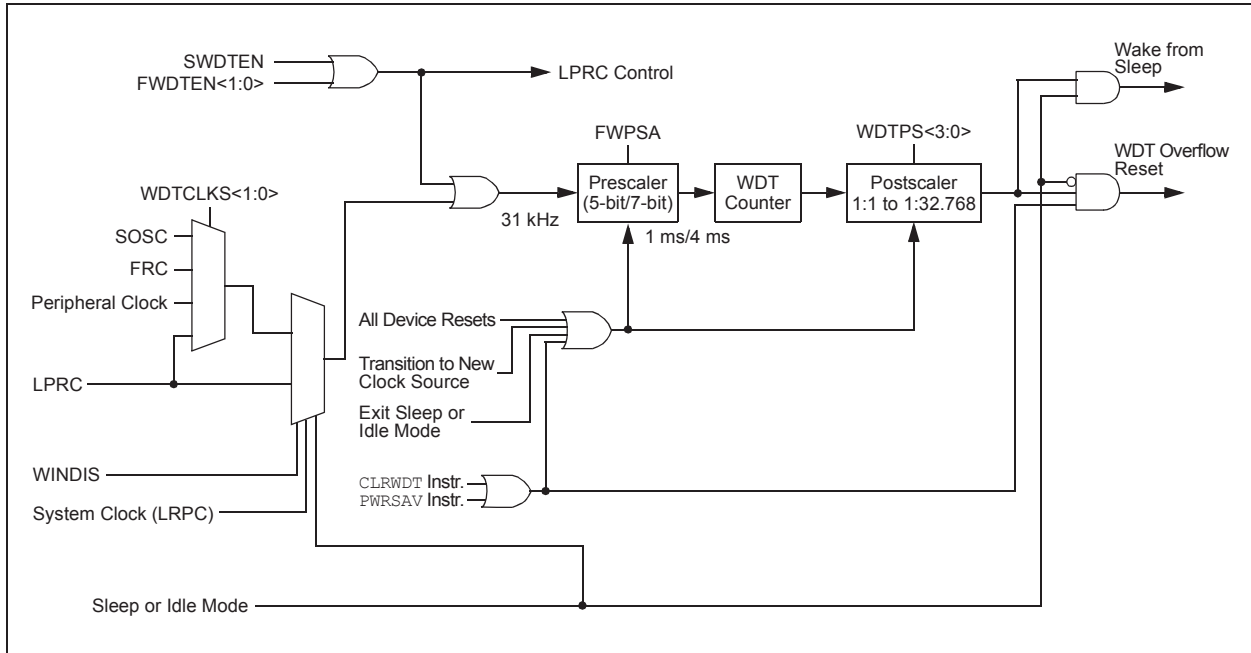 SWDTEN
FWDTEN<1:0>
LPRC Control
Wake from
Sleep
FWPSA
WDTPS<3:0>
WDT Overflow
Reset
Prescaler
(5-bit/7-bit)
WDT
Counter
Postscaler
1:1 to 1:32.768
31 kHz
1 ms/4 ms
WDTCLKS<1:0>
SOSC
FRC
Peripheral Clock
LPRC
All Device Resets
Transition to New
Clock Source
Exit Sleep or
Idle Mode
WINDIS
CLRWDT Instr.
PWRSAV Instr.
System Clock (LRPC)
Sleep or Idle Mode